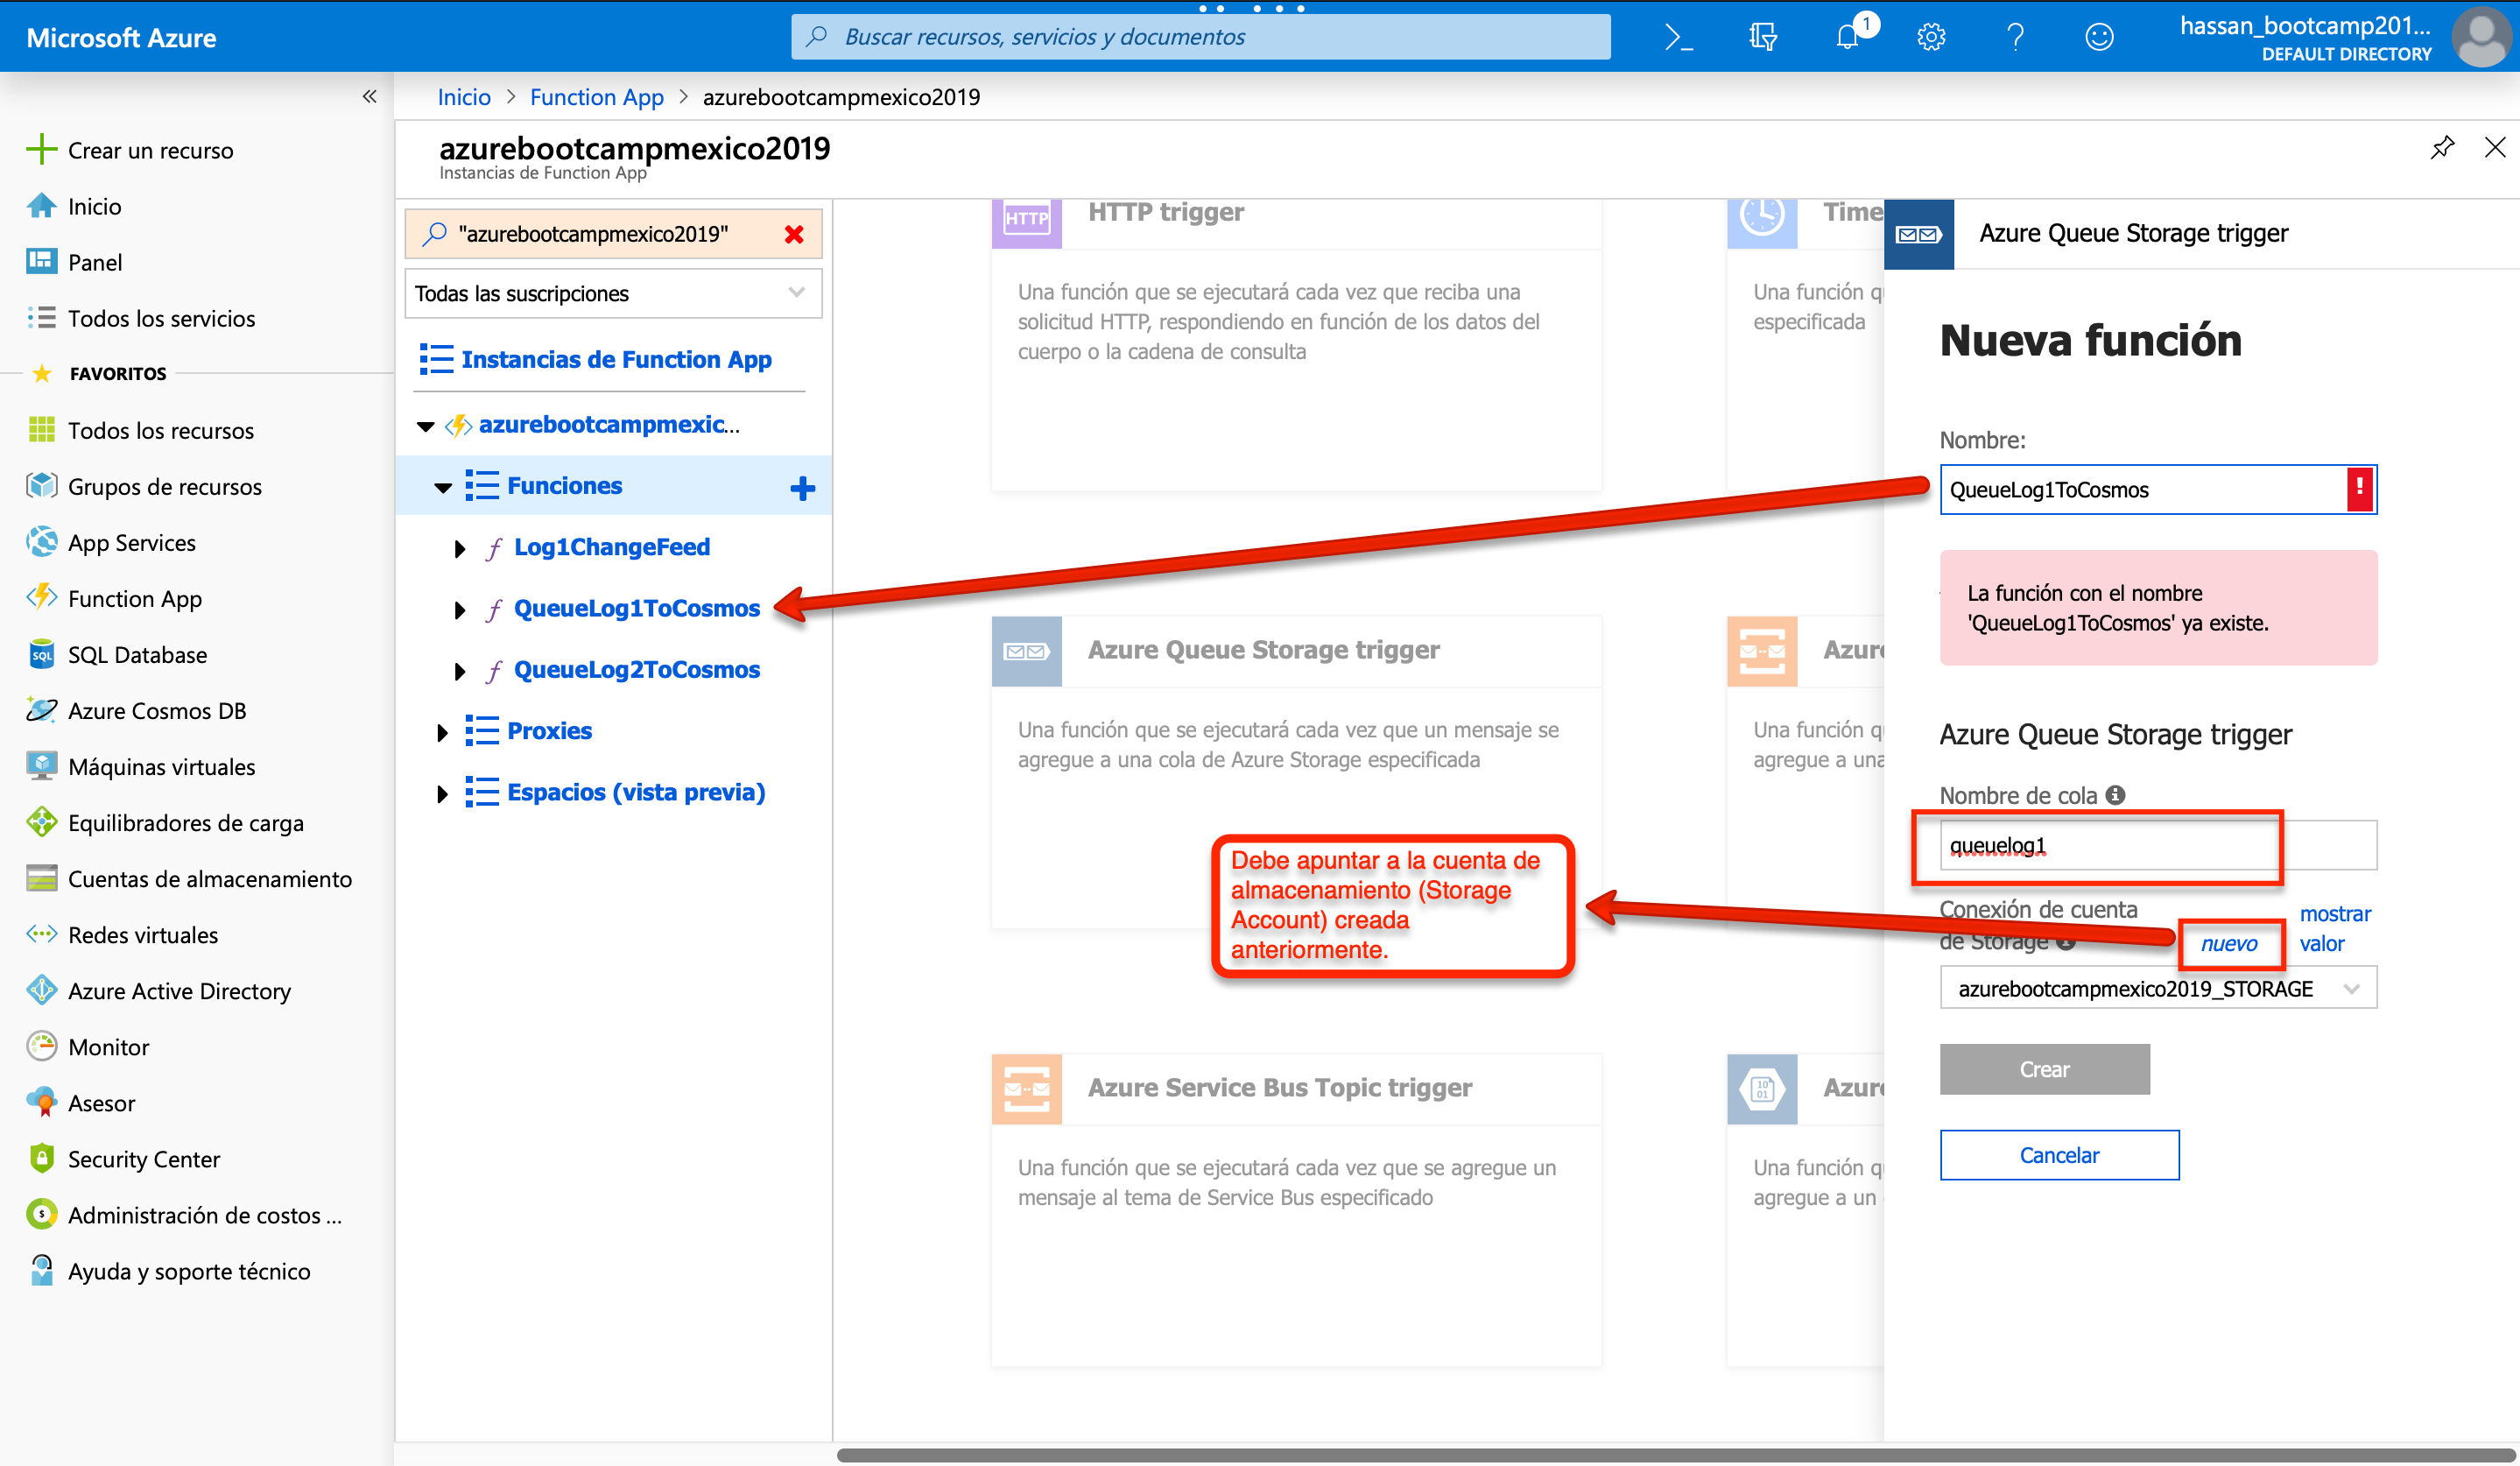 Microsoft Azure
Buscar recursos, servicios y documentos
1
hassan_bootcamp201...
DEFAULT DIRECTORY
«
Crear un recurso
Inicio
Panel
Todos los servicios
FAVORITOS
Todos los recursos
Grupos de recursos
App Services
Function App
SQL
SQL Database
Azure Cosmos DB
Máquinas virtuales
Equilibradores de carga
Cuentas de almacenamiento
Redes virtuales
Azure Active Directory
Monitor
Asesor
Security Center
Administración de costos ...
Ayuda y soporte técnico
Inicio > Function App > azurebootcampmexico2019
azurebootcampmexico2019
Instancias de Function App
"azurebootcampmexico2019"
Todas las suscripciones
Instancias de Function App
azurebootcampmexic...
Funciones
Log1ChangeFeed
QueueLog1ToCosmos
QueueLog2ToCosmos
Proxies
Espacios (vista previa)
HTTP
HTTP trigger
Una función que se ejecutará cada vez que reciba una
solicitud HTTP, respondiendo en función de los datos del
cuerpo o la cadena de consulta
Time
Una función q
especificada
Azure Queue Storage trigger
Una función que se ejecutará cada vez que un mensaje se
agregue a una cola de Azure Storage especificada
Azur
Una función q
agregue a una
Debe apuntar a la cuenta de
almacenamiento (Storage
Account) creada
anteriormente.
Azure Service Bus Topic trigger
Una función que se ejecutará cada vez que se agregue un
mensaje al tema de Service Bus especificado
10
01
Azur
Una función q
agregue a un
Azure Queue Storage trigger
Nueva función
Nombre:
QueueLog1ToCosmos
!
La función con el nombre
'QueueLog1ToCosmos' ya existe.
Azure Queue Storage trigger
Nombre de cola
queuelog1
Conexión de cuenta
de Storage
nuevo
mostrar
valor
azurebootcampmexico2019_STORAGE
Crear
Cancelar